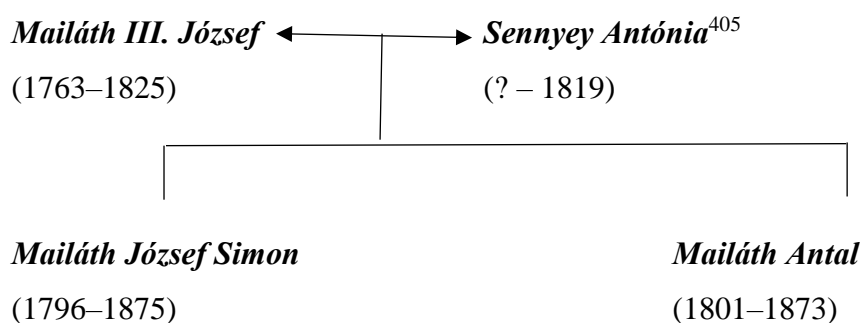 Mailáth III. József Sennyey Antónia405
(1763–1825) (? – 1819)
Mailáth József Simon Mailáth Antal
(1796–1875) (1801–1873)